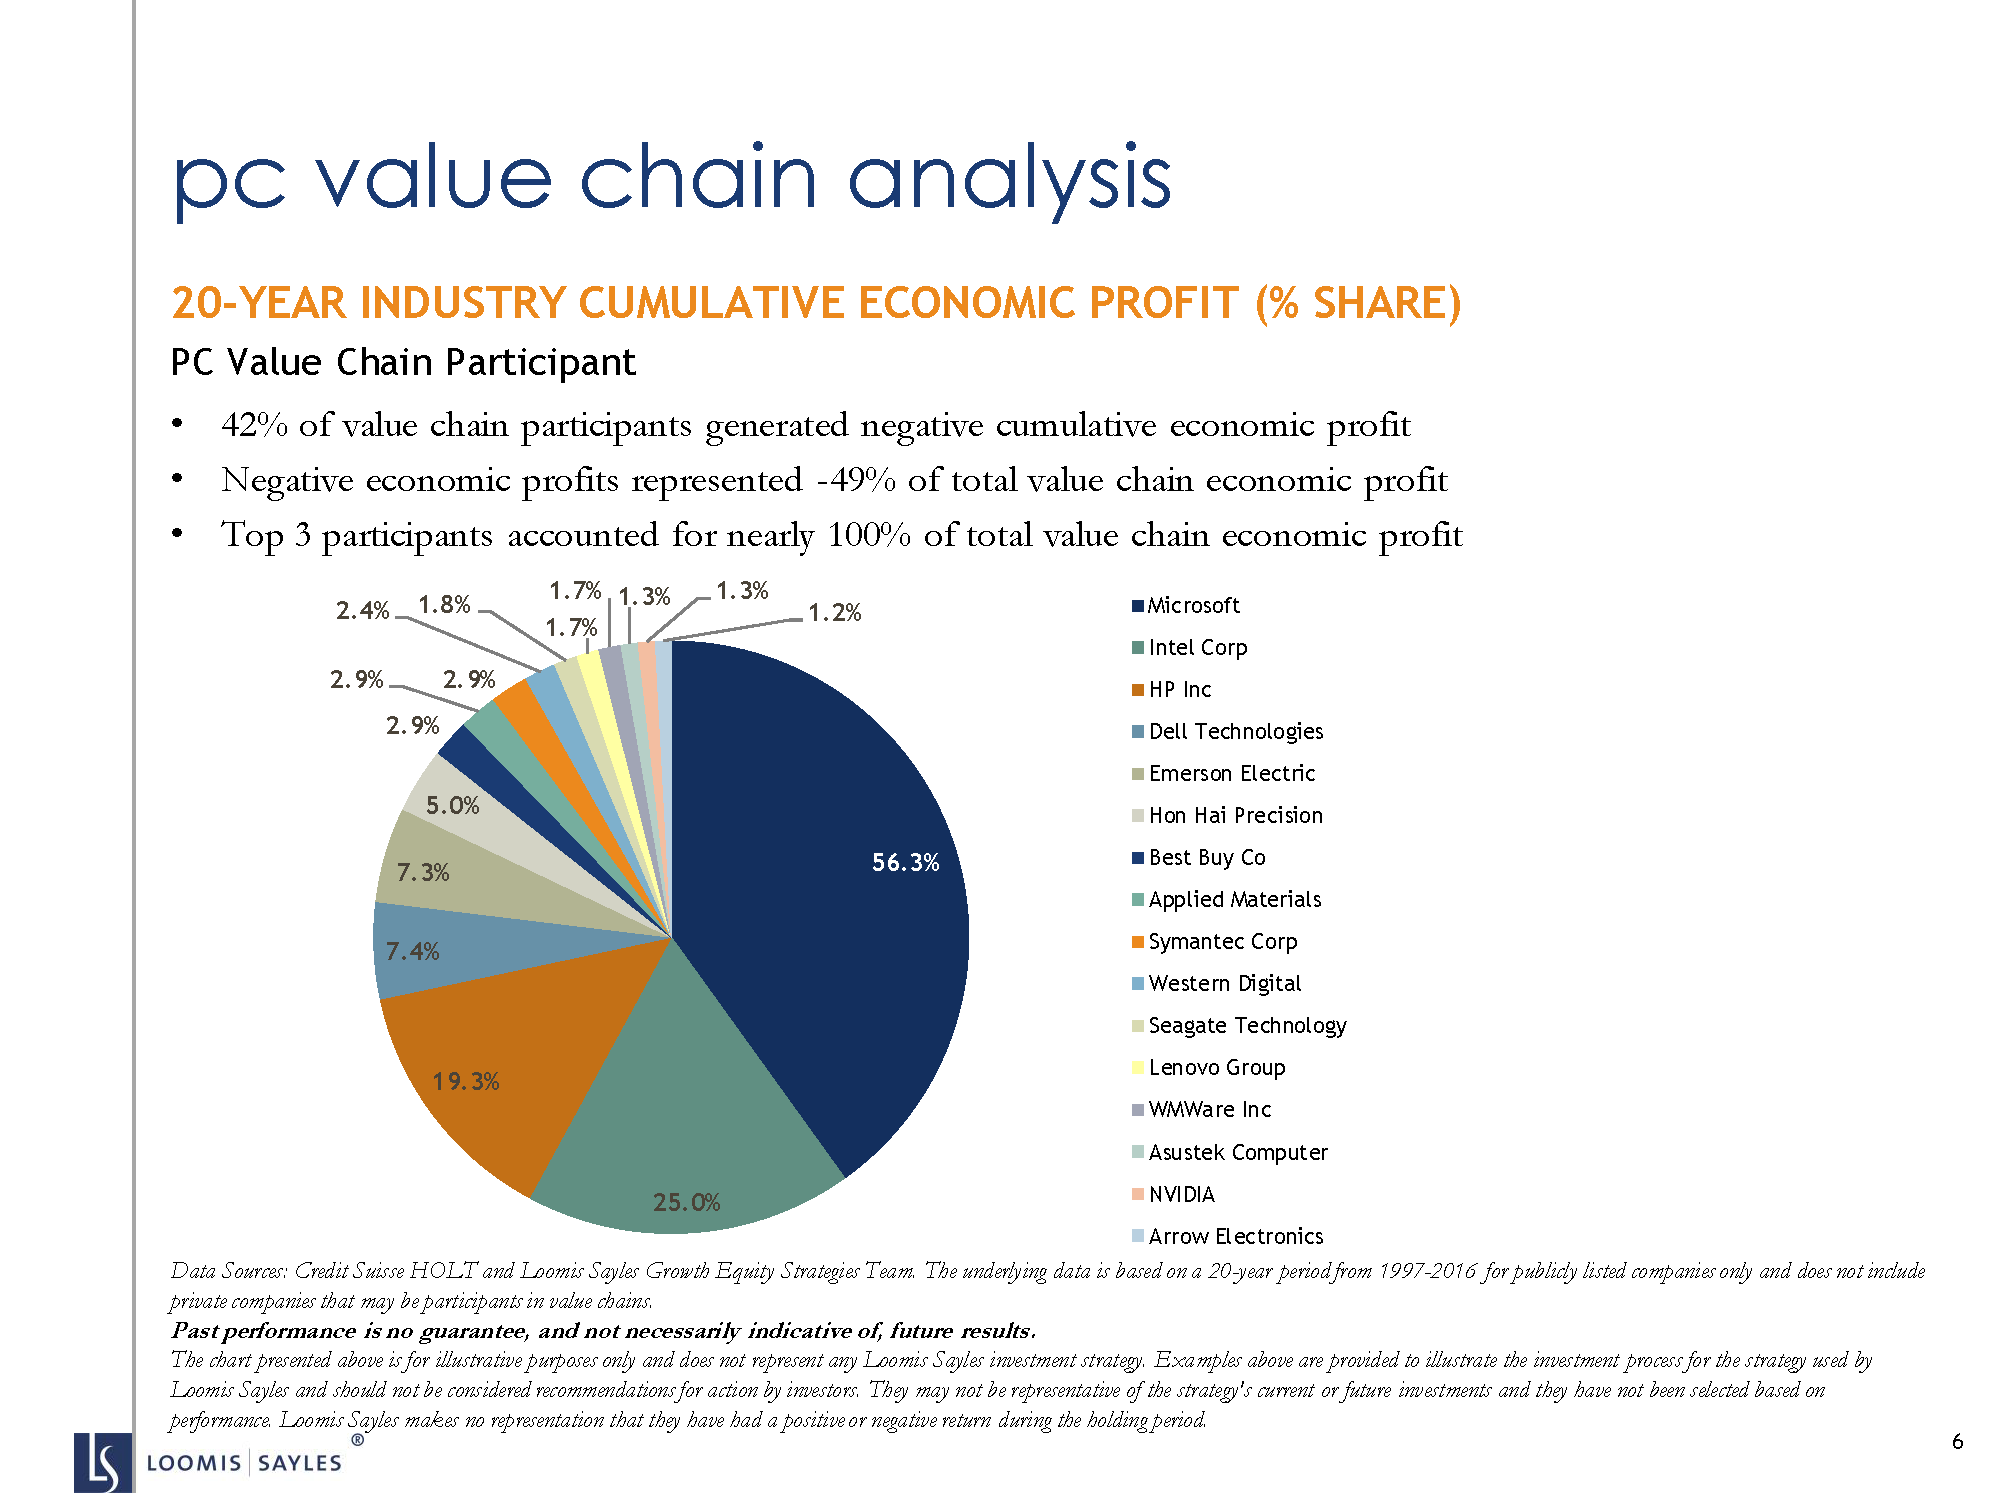 pc value chain analysis
20-YEAR INDUSTRY CUMULATIVE ECONOMIC PROFIT (% SHARE)
PC Value Chain Participant
• 42% of value chain participants generated negative cumulative economic profit
• Negative economic profits represented -49% of total value chain economic profit
• Top 3 participants accounted for nearly 100% of total value chain economic profit
56.3%
25.0%
19.3%
7.4%
7.3%
5.0%
2.9%
2.9%
2.9%
2.4%
1.8%
1.7%
1.7%
1.3%
1.3%
1.2%
Microsoft
Intel Corp
HP Inc
Dell Technologies
Emerson Electric
Hon Hai Precision
Best Buy Co
Applied Materials
Symantec Corp
Western Digital
Seagate Technology
Lenovo Group
WMWare Inc
Asustek Computer
NVIDIA
Arrow Electronics
Data Sources: Credit Suisse HOLT and Loomis Sayles Growth Equity Strategies Team. The underlying data is based on a 20-year period from 1997-2016 for publicly listed companies only and does not include
private companies that may be participants in value chains.
Past performance is no guarantee, and not necessarily indicative of, future results.
The chart presented above is for illustrative purposes only and does not represent any Loomis Sayles investment strategy. Examples above are provided to illustrate the investment process for the strategy used by
Loomis Sayles and should not be considered recommendations for action by investors. They may not be representative of the strategy's current or future investments and they have not been selected based on
performance. Loomis Sayles makes no representation that they have had a positive or negative return during the holding period.
LS LOOMIS | SAYLES ®
6